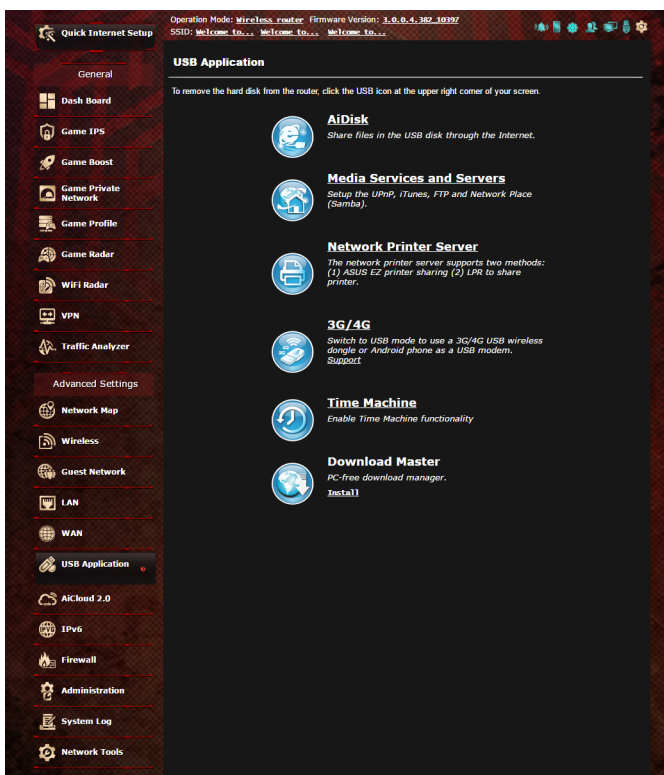 Quick Internet Setup
Operation Mode: Wireless router Firmware Version: 3.0.0.4.382_10397
SSID: Welcome to... Welcome to... Welcome to...
General
Dash Board
Game IPS
Game Boost
Game Private
Network
Game Profile
Game Radar
WiFi Radar
VPN
Traffic Analyzer
Advanced Settings
Network Map
Wireless
Guest Network
LAN
WAN
USB Application
AiCloud 2.0
IPv6
Firewall
Administration
System Log
Network Tools
USB Application
To remove the hard disk from the router, click the USB icon at the upper right corner of your screen.
AiDisk
Share files in the USB disk through the Internet.
Media Services and Servers
Setup the UPnP, iTunes, FTP and Network Place
(Samba).
Network Printer Server
The network printer server supports two methods:
(1) ASUS EZ printer sharing (2) LPR to share
printer.
3G/4G
Switch to USB mode to use a 3G/4G USB wireless
dongle or Android phone as a USB modem.
Support
Time Machine
Enable Time Machine functionality
Download Master
PC-free download manager.
Install